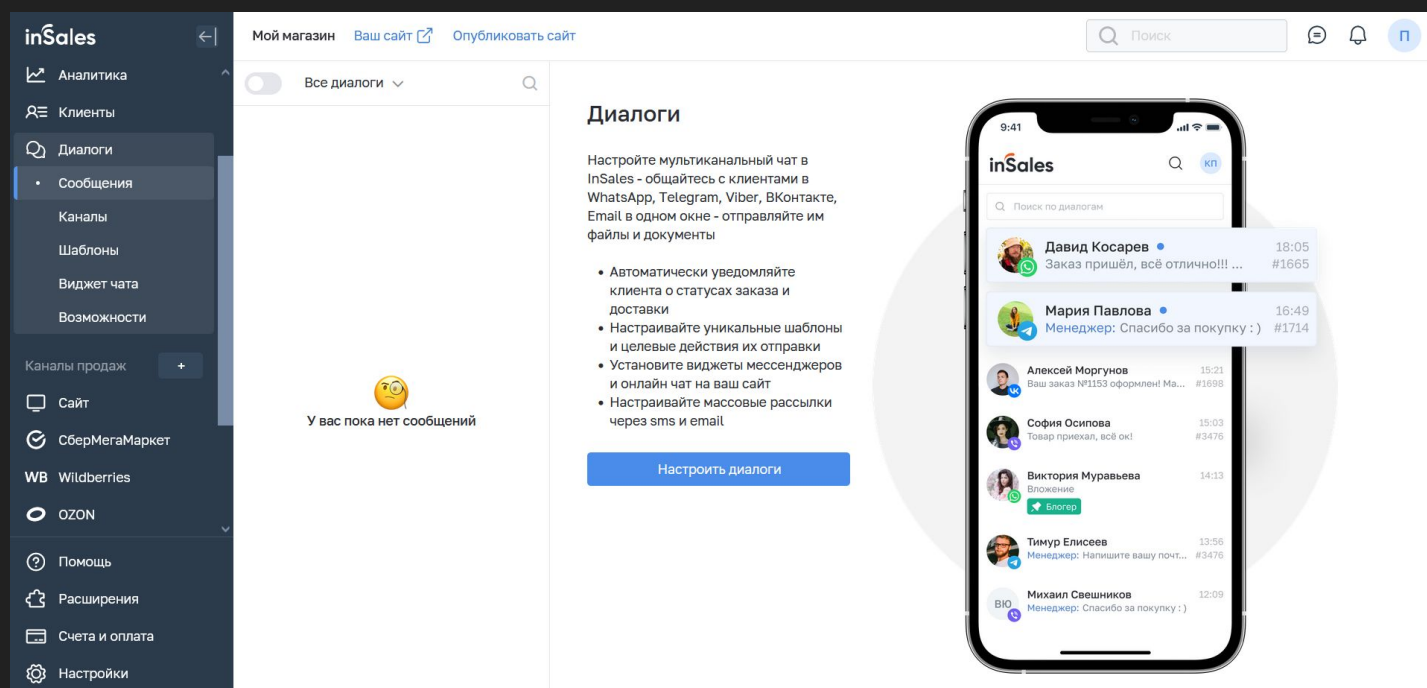 inSales
Мой магазин Ваш сайт Опубликовать сайт
Поиск
П
Аналитика
Клиенты
Диалоги
Сообщения
Каналы
Шаблоны
Виджет чата
Возможности
Каналы продаж +
Сайт
СберМегаМаркет
WB Wildberries
OZON
Помощь
Расширения
Счета и оплата
Настройки
Все диалоги
У вас пока нет сообщений
Диалоги
Настройте мультиканальный чат в
InSales - общайтесь с клиентами в
WhatsApp, Telegram, Viber, ВКонтакте,
Email в одном окне - отправляйте им
файлы и документы
• Автоматически уведомляйте
клиента о статусах заказа и
доставки
• Настраивайте уникальные шаблоны
и целевые действия их отправки
• Установите виджеты мессенджеров
и онлайн чат на ваш сайт
• Настраивайте массовые рассылки
через sms и email
Настроить диалоги
9:41
inSales
КП
Поиск по диалогам
Давид Косарев 18:05
Заказ пришёл, всё отлично!!! ... #1665
Мария Павлова 16:49
Менеджер: Спасибо за покупку : ) #1714
Алексей Моргунов 15:21
Ваш заказ №1153 оформлен! Ма... #1698
София Осипова 15:03
Товар приехал, всё ок! #3476
Виктория Муравьева 14:13
Вложение
Блогер
Тимур Елисеев 13:56
Менеджер: Напишите вашу почт... #3476
ВЮ
Михаил Свешников 12:09
Менеджер: Спасибо за покупку : )